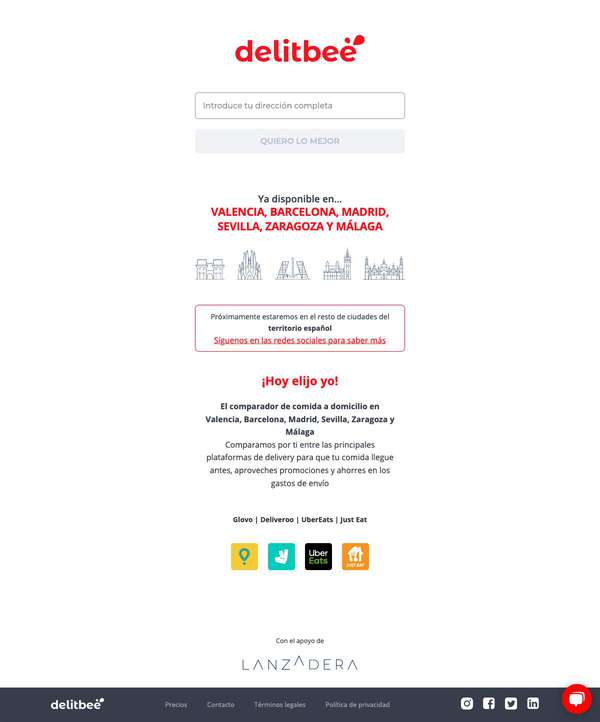 delitbee
Introduce tu dirección completa
QUIERO LO MEJOR
Ya disponible en...
VALENCIA, BARCELONA, MADRID,
SEVILLA, ZARAGOZA Y MÁLAGA
Próximamente estaremos en el resto de ciudades del
territorio español
Síguenos en las redes sociales para saber más
¡Hoy elijo yo!
El comparador de comida a domicilio en
Valencia, Barcelona, Madrid, Sevilla, Zaragoza y
Málaga
Comparamos por ti entre las principales
plataformas de delivery para que tu comida llegue
antes, aproveches promociones y ahorres en los
gastos de envío
Glovo | Deliveroo | UberEats | Just Eat
Uber
Eats
JUST EAT
Con el apoyo de
LANZADERA
delitbee
Precios
Contacto
Términos legales
Política de privacidad